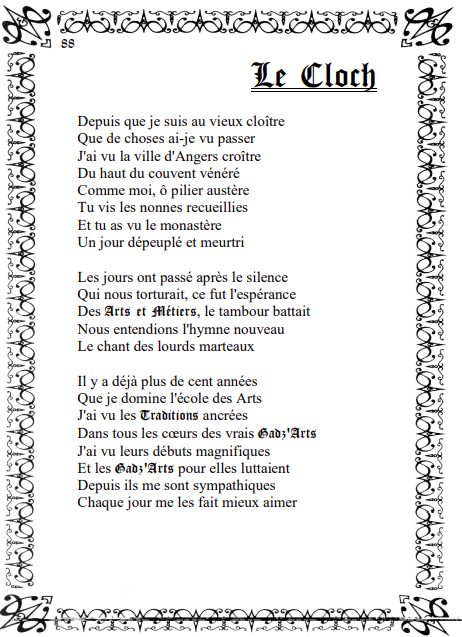 88
Le Cloch
Depuis que je suis au vieux cloître
Que de choses ai-je vu passer
J'ai vu la ville d'Angers croître
Du haut du couvent vénéré
Comme moi, ô pilier austère
Tu vis les nonnes recueillies
Et tu as vu le monastère
Un jour dépeuplé et meurtri
Les jours ont passé après le silence
Qui nous torturait, ce fut l'espérance
Des Arts et Métiers, le tambour battait
Nous entendions l'hymne nouveau
Le chant des lourds marteaux
Il y a déjà plus de cent années
Que je domine l'école des Arts
J'ai vu les Traditions ancrées
Dans tous les cœurs des vrais Gadz'Arts
J'ai vu leurs débuts magnifiques
Et les Gadz'Arts pour elles luttaient
Depuis ils me sont sympathiques
Chaque jour me les fait mieux aimer